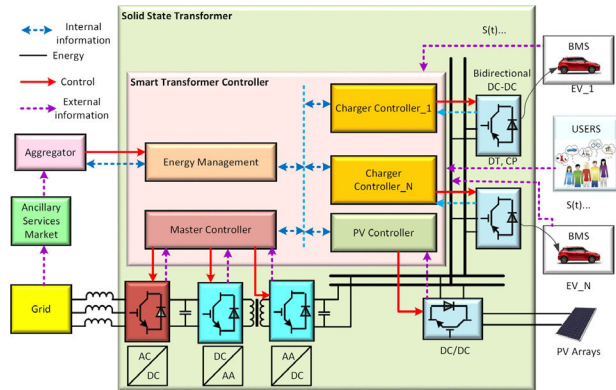 Solid State Transformer
Internal
information
Energy
Control
External
information
S(t)...
BMS
EV_1
Smart Transformer Controller
Bidirectional
DC-DC
Charger Controller_1
DT, CP
USERS
S(t)...
Aggregator
Energy Management
Charger
Controller_N
Ancillary
Services
Market
Master Controller
PV Controller
BMS
EV_N
Grid
AC
DC
DC
AA
AA
DC
DC/DC
PV Arrays